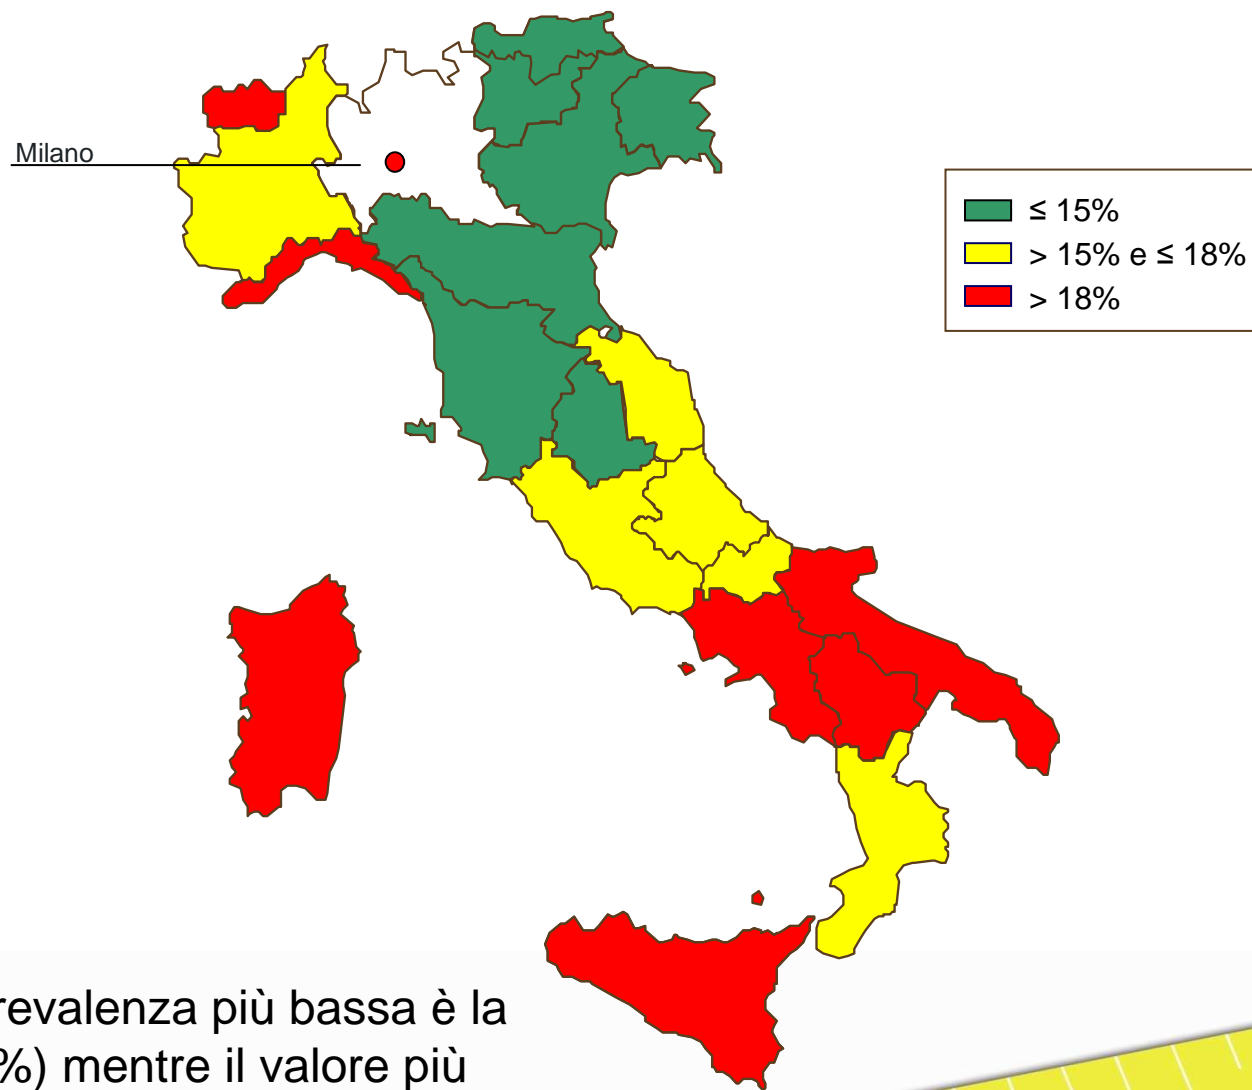 Milano
≤ 15%
> 15% e ≤ 18%
> 18%
revalenza più bassa è la
%) mentre il valore più